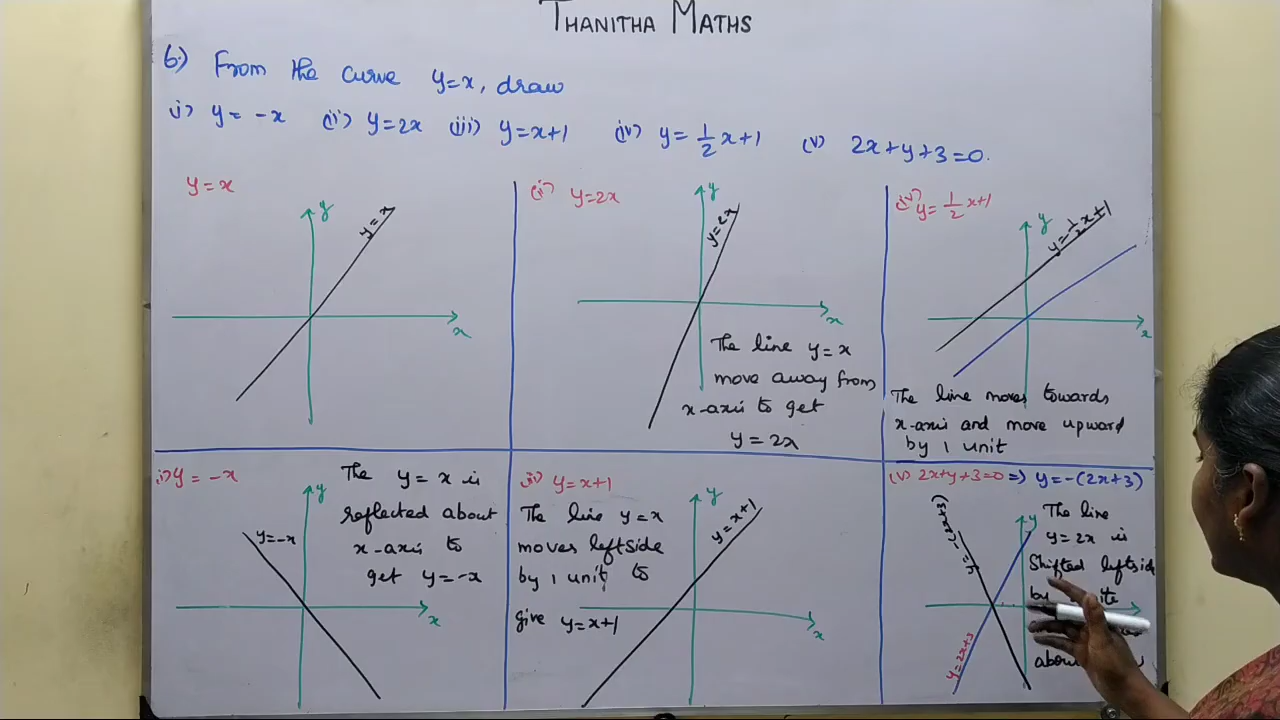 THANITHA MATHS
6.) From the curve y=x, draw
i) y = -x (ii) y=2x (iii) y=x+1 (iv) y = 1/2 x+1 (v) 2x+y+3=0.
y=x
y
y=x
x
(ii) y=2x
y
y=2x
x
The line y=x
move away from
x-axis to get
y = 2x
(iv) y= 1/2 x+1
y
y=1/2x+1
x
The line moves towards
x-axis and move upward
by 1 unit
i) y = -x
y
y=-x
x
The y = x is
reflected about
x-axis to
get y=-x
iii) y=x+1
y
y=x+1
x
The line y=x
moves leftside
by 1 unit to
give y=x+1
(v) 2x+y+3=0 => y=-(2x+3)
y=-(2x+3)
y
y=2x+3
The line
y=2x is
Shifted leftside
by